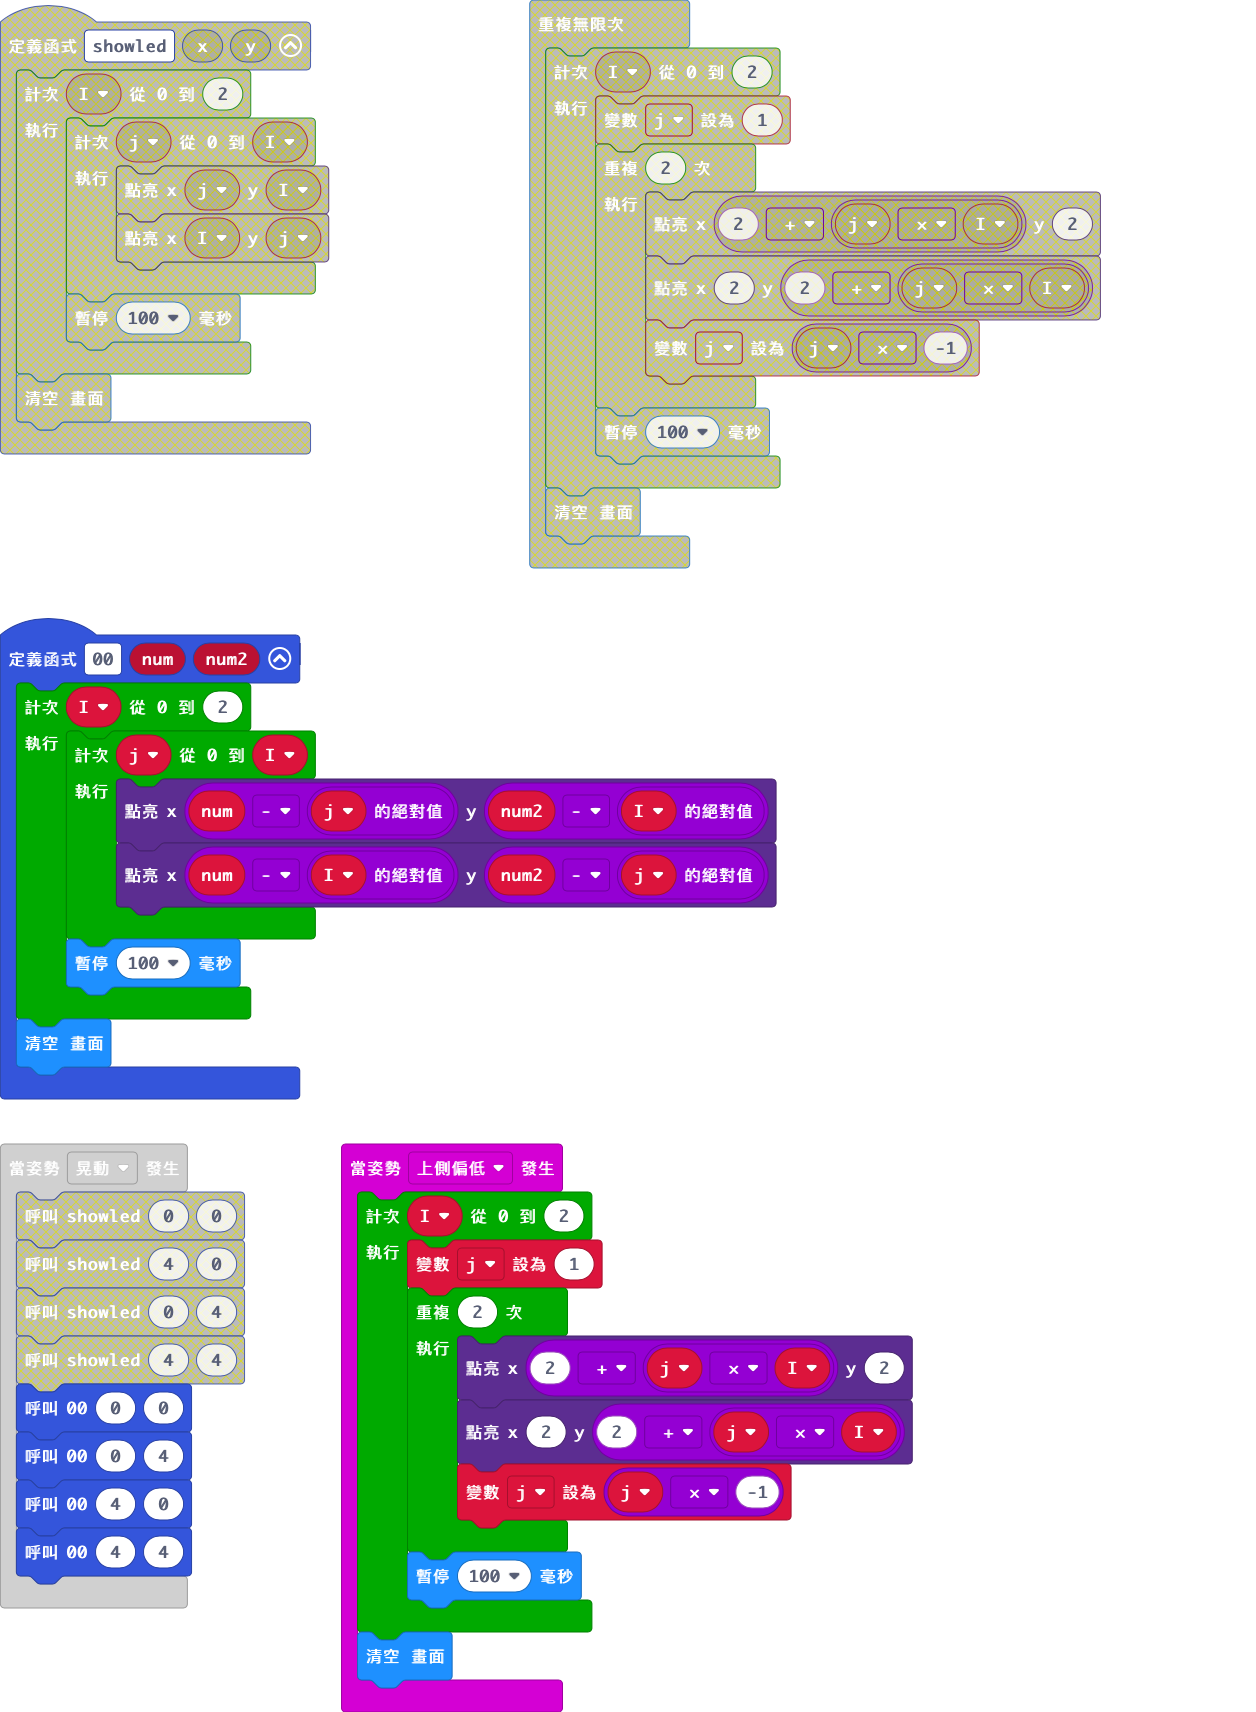 定義函式 showled x y
計次 I 從 0 到 2
執行
計次 j 從 0 到 I
執行
點亮 x j y I
點亮 x I y j
暫停 100 毫秒
清空 畫面
重複無限次
計次 I 從 0 到 2
執行
變數 j 設為 1
重複 2 次
執行
點亮 x 2 + j × I y 2
點亮 x 2 y 2 + j × I
變數 j 設為 j × -1
暫停 100 毫秒
清空 畫面
定義函式 00 num num2
計次 I 從 0 到 2
執行
計次 j 從 0 到 I
執行
點亮 x num - j 的絕對值 y num2 - I 的絕對值
點亮 x num - I 的絕對值 y num2 - j 的絕對值
暫停 100 毫秒
清空 畫面
當姿勢 晃動 發生
呼叫 showled 0 0
呼叫 showled 4 0
呼叫 showled 0 4
呼叫 showled 4 4
呼叫 00 0 0
呼叫 00 0 4
呼叫 00 4 0
呼叫 00 4 4
當姿勢 上側偏低 發生
計次 I 從 0 到 2
執行
變數 j 設為 1
重複 2 次
執行
點亮 x 2 + j × I y 2
點亮 x 2 y 2 + j × I
變數 j 設為 j × -1
暫停 100 毫秒
清空 畫面